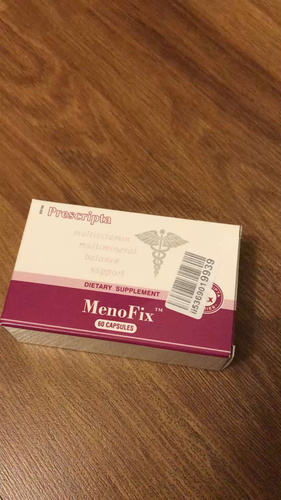 Prescripta
multivitamin
multimineral
balance
support
DIETARY SUPPLEMENT
MenoFix™
60 CAPSULES